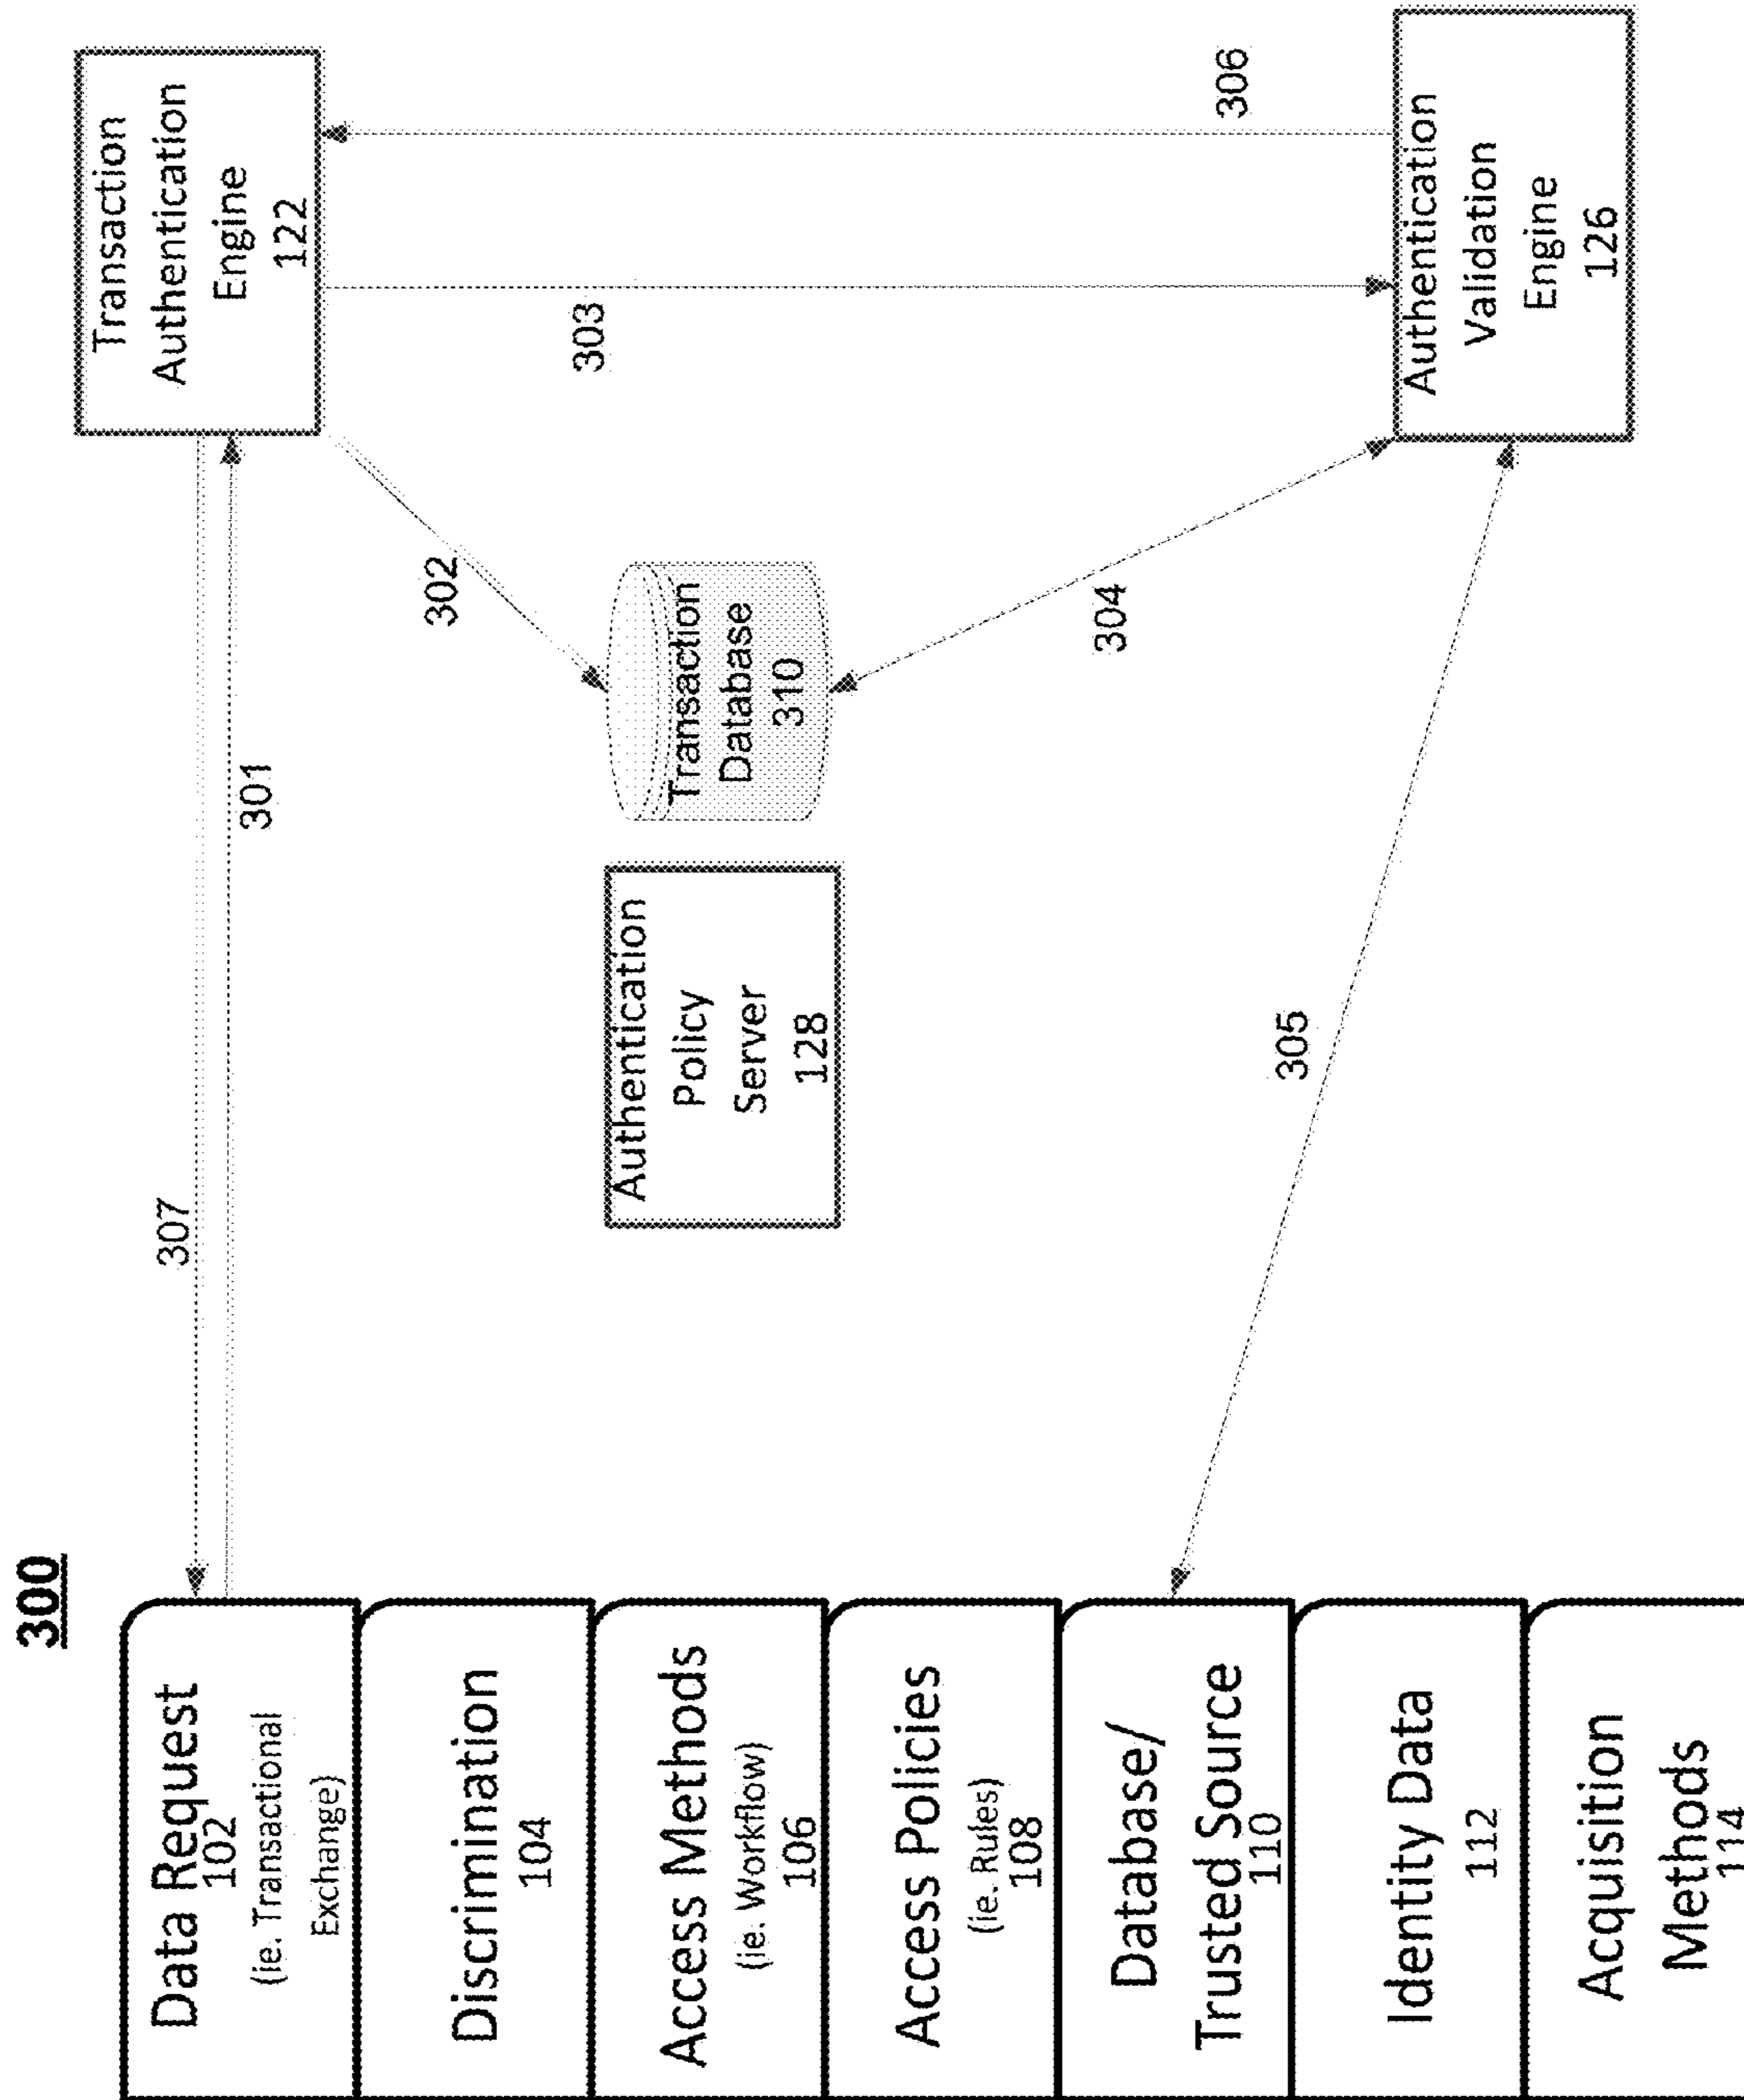 300
Data Request
102
(ie. Transactional
Exchange)
Discrimination
104
Access Methods
(ie. Workflow)
106
Access Policies
(ie. Rules)
108
Database/
Trusted Source
110
Identity Data
112
Acquisition
Methods
114
307
301
302
303
304
305
306
Transaction
Authentication
Engine
122
Transaction
Database
310
Authentication
Policy
Server
128
Authentication
Validation
Engine
126